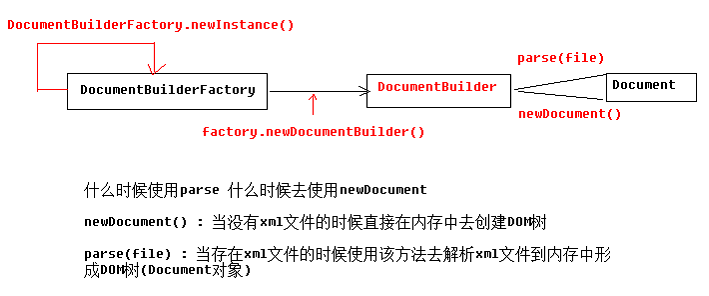 DocumentBuilderFactory.newInstance()
parse(file)
DocumentBuilderFactory
DocumentBuilder
Document
newDocument()
factory.newDocumentBuilder()
什么时候使用parse 什么时候去使用newDocument
newDocument() : 当没有xml文件的时候直接在内存中去创建DOM树
parse(file) : 当存在xml文件的时候使用该方法去解析xml文件到内存中形
成DOM树(Document对象)